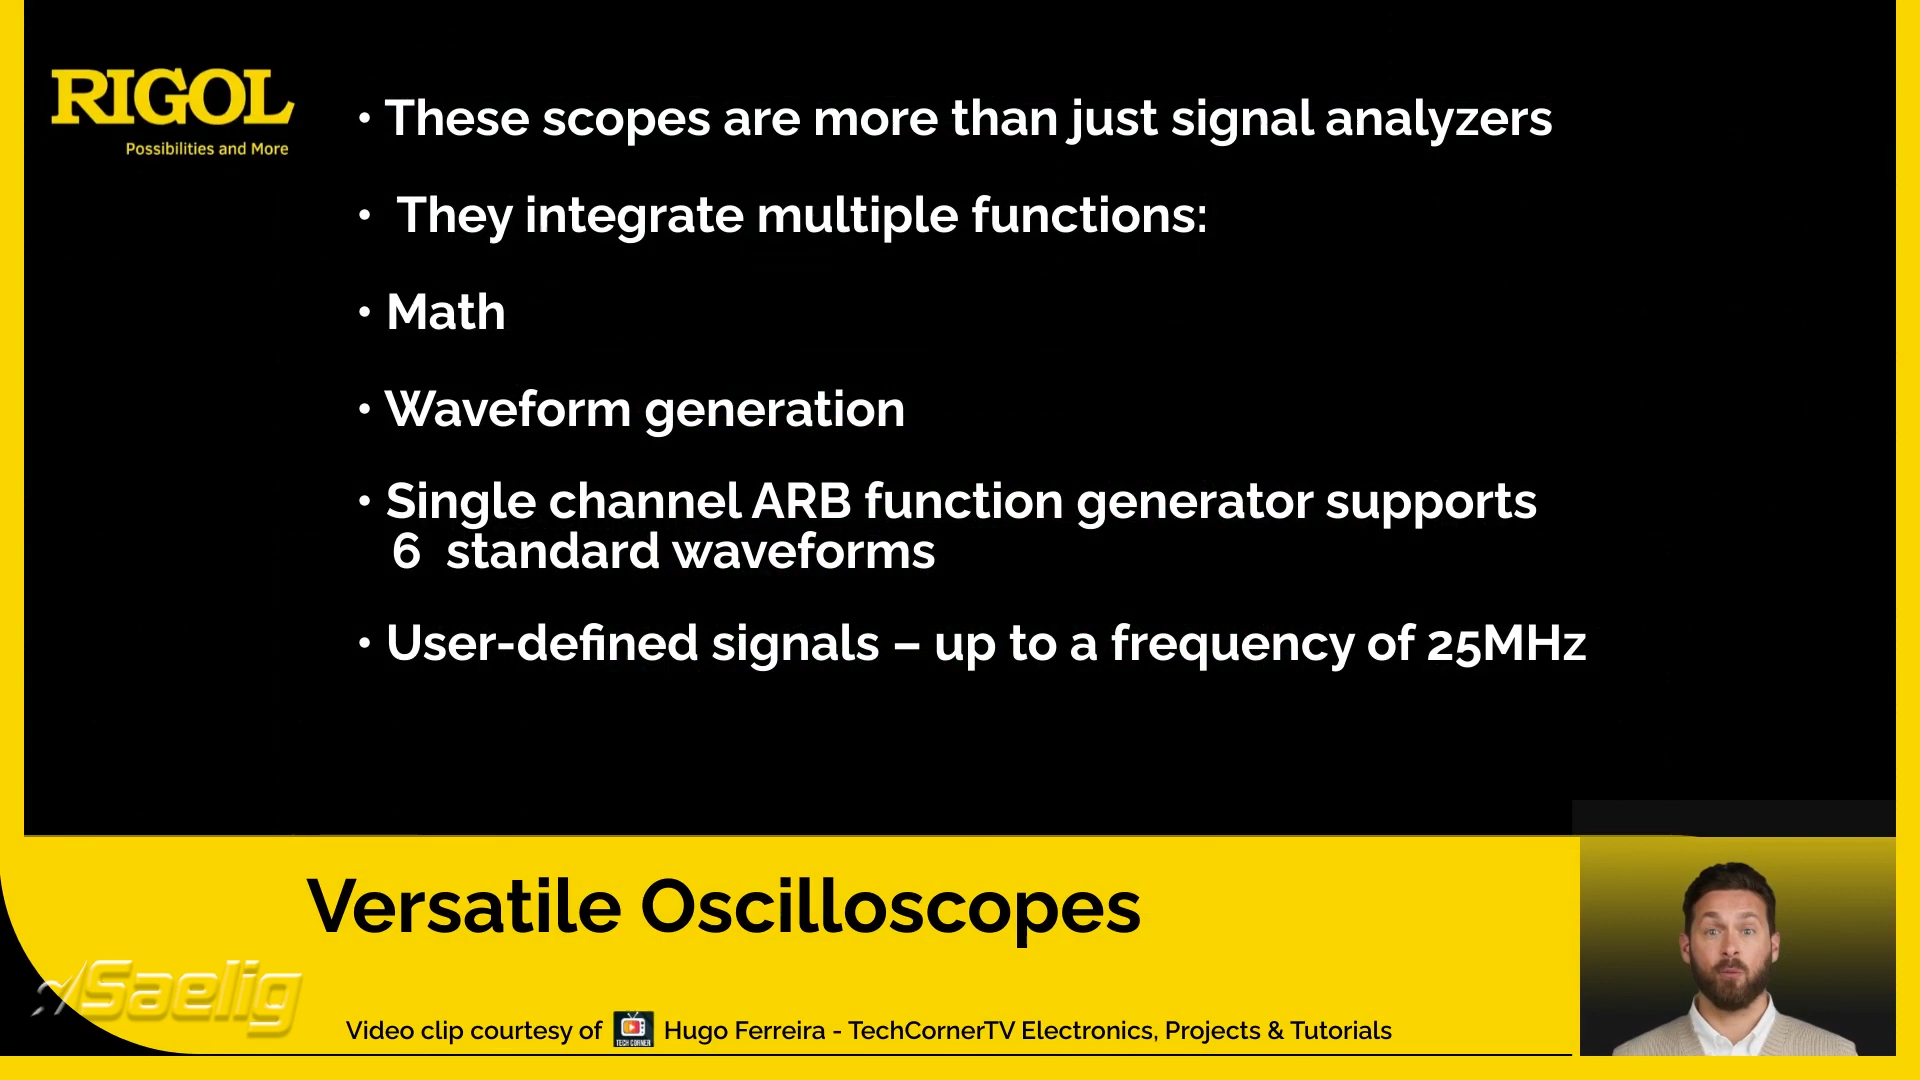 RIGOL
Possibilities and More
• These scopes are more than just signal analyzers
• They integrate multiple functions:
• Math
• Waveform generation
• Single channel ARB function generator supports
6 standard waveforms
• User-defined signals – up to a frequency of 25MHz
Versatile Oscilloscopes
Saelig
Video clip courtesy of TECH CORNER Hugo Ferreira - TechCornerTV Electronics, Projects & Tutorials